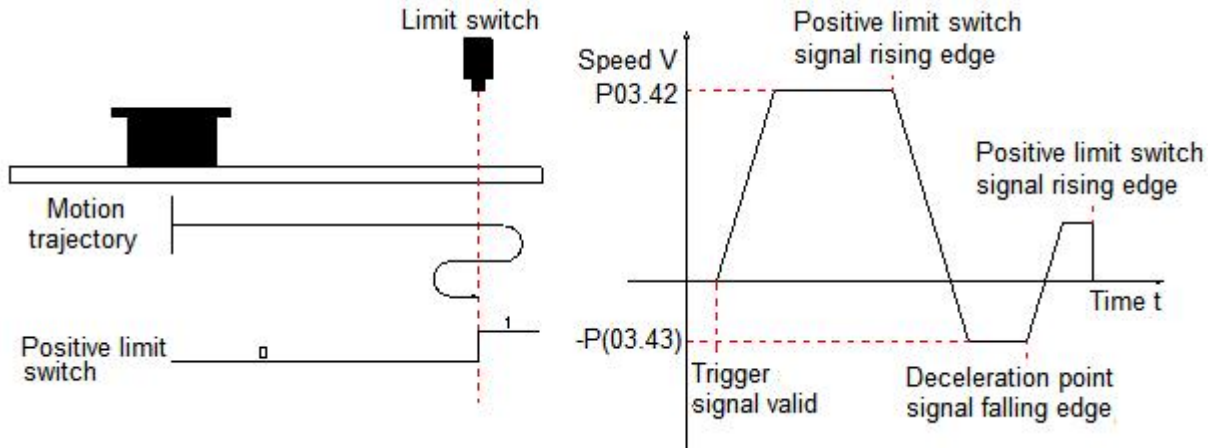 Limit switch
Motion
trajectory
0
1
Positive limit
switch
Positive limit switch
signal rising edge
Speed V
P03.42
Positive limit switch
signal rising edge
Time t
-P(03.43)
Trigger
signal valid
Deceleration point
signal falling edge